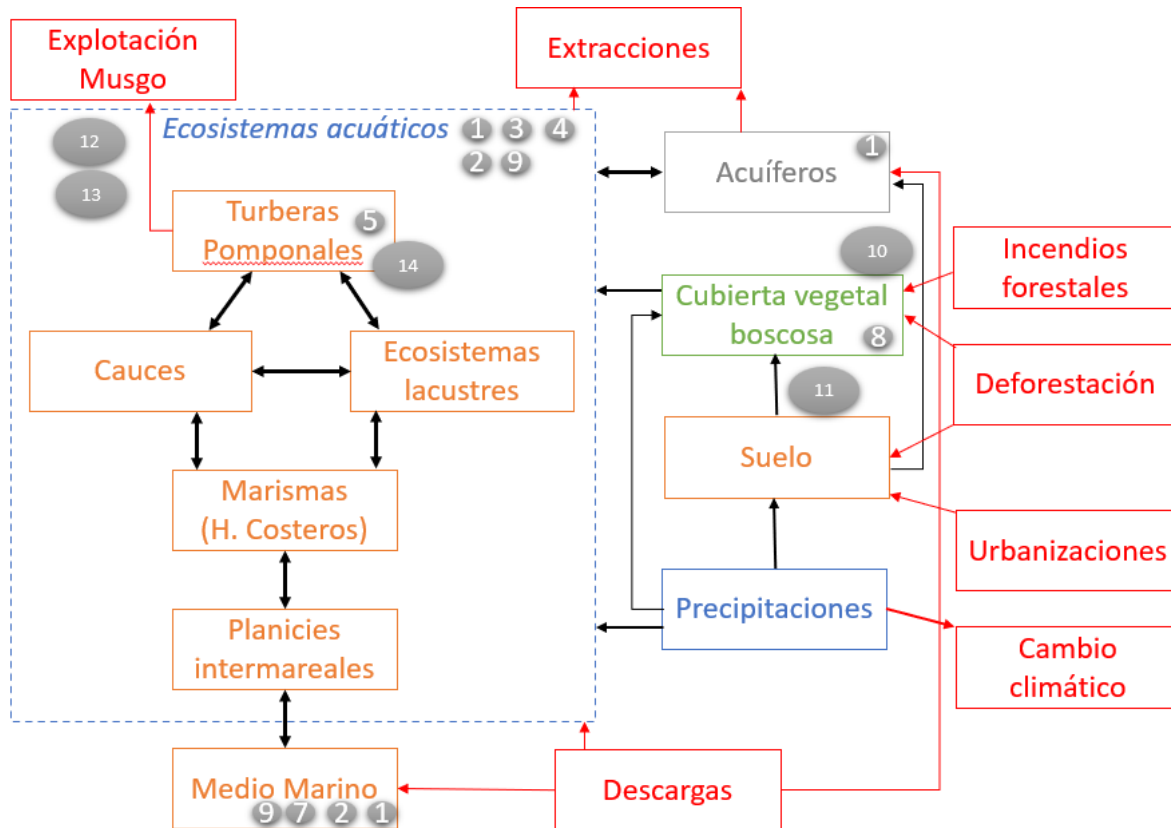 Explotación
Musgo
Extracciones
Ecosistemas acuáticos 1 3 4
2 9
12
13
Acuíferos
1
Turberas
Pomponales
5
14
10
Incendios
forestales
Cubierta vegetal
boscosa
8
Cauces
Ecosistemas
lacustres
Deforestación
11
Suelo
Marismas
(H. Costeros)
Urbanizaciones
Precipitaciones
Planicies
intermareales
Cambio
climático
Medio Marino
9 7 2 1
Descargas